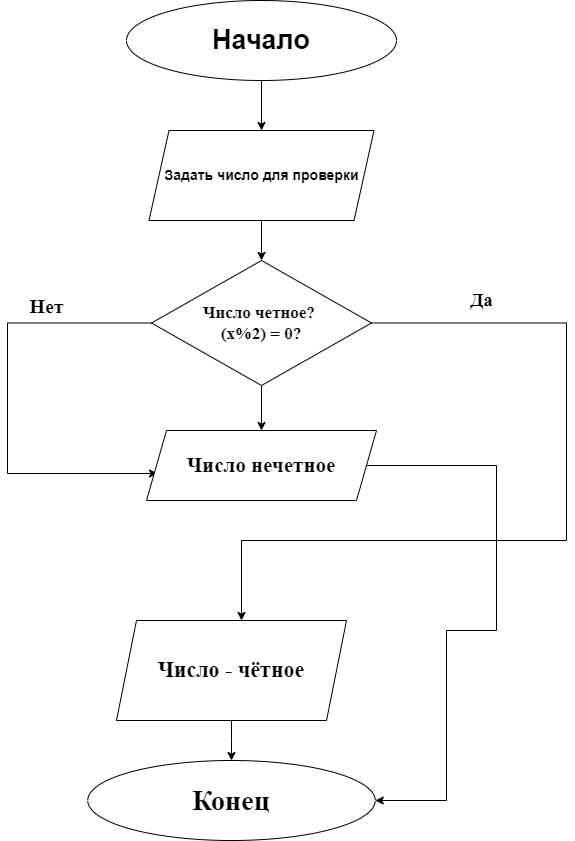 Начало
Задать число для проверки
Число четное?
(x%2) = 0?
Нет
Да
Число нечетное
Число - чётное
Конец